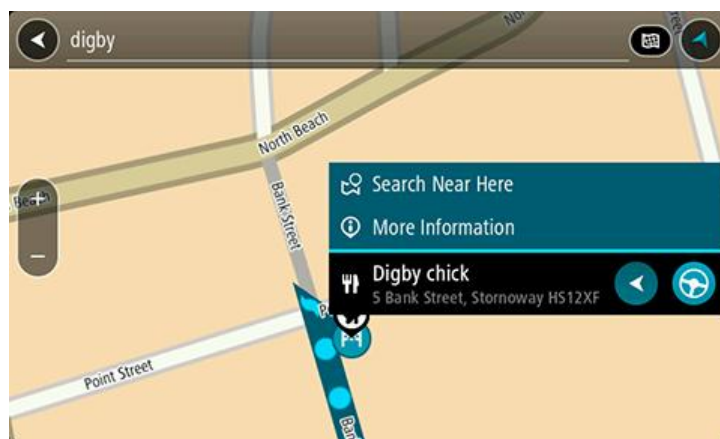 digby
North Beach
Beach
Bank Street
Search Near Here
More Information
Digby chick
5 Bank Street, Stornoway HS12XF
Point Street